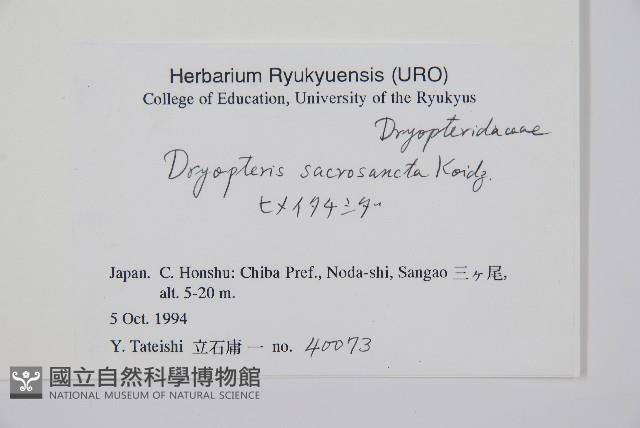 Herbarium Ryukyuensis (URO)
College of Education, University of the Ryukyus
Dryopteridaceae
Dryopteris sacrosancta Koidz.
ヒメイタチシダ
Japan. C. Honshu: Chiba Pref., Noda-shi, Sangao 三ヶ尾,
alt. 5-20 m.
5 Oct. 1994
Y. Tateishi 立石庸一 no. 40073
國立自然科學博物館
NATIONAL MUSEUM OF NATURAL SCIENCE